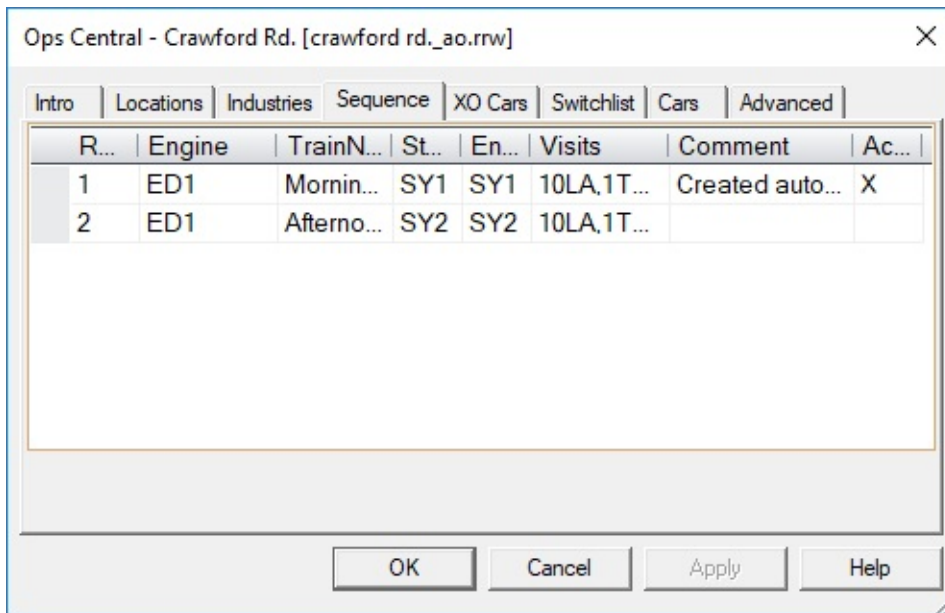 Ops Central - Crawford Rd. [crawford rd._ao.rrw]
Intro Locations Industries Sequence XO Cars Switchlist Cars Advanced
R... Engine TrainN... St... En... Visits Comment Ac...
1 ED1 Mornin... SY1 SY1 10LA,1T... Created auto... X
2 ED1 Afterno... SY2 SY2 10LA,1T...
OK Cancel Apply Help